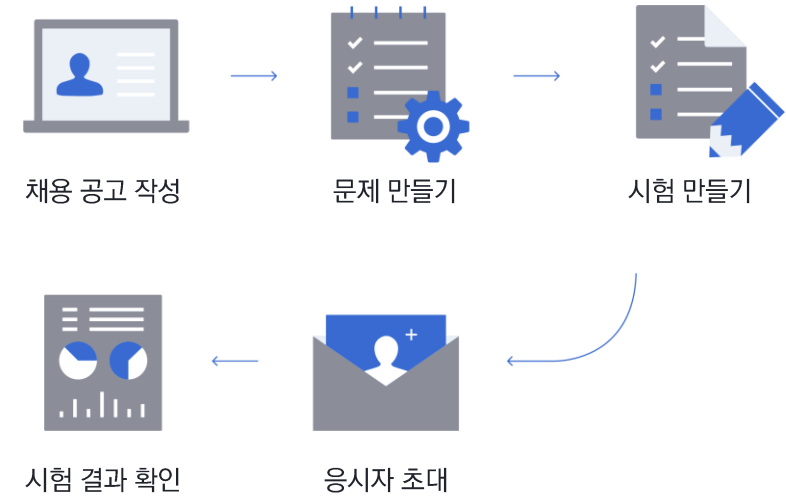 채용 공고 작성
문제 만들기
시험 만들기
응시자 초대
시험 결과 확인